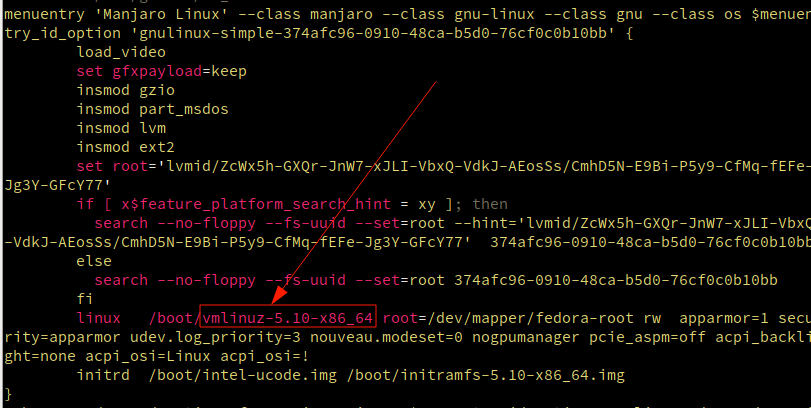 menuentry 'Manjaro Linux' --class manjaro --class gnu-linux --class gnu --class os $menuen
try_id_option 'gnulinux-simple-374afc96-0910-48ca-b5d0-76cf0c0b10bb' {
load_video
set gfxpayload=keep
insmod gzio
insmod part_msdos
insmod lvm
insmod ext2
set root='lvmid/ZcWx5h-GXQr-JnW7-xJLI-VbxQ-VdkJ-AEosSs/CmhD5N-E9Bi-P5y9-CfMq-fEFe-
Jg3Y-GFcY77'
if [ x$feature_platform_search_hint = xy ]; then
search --no-floppy --fs-uuid --set=root --hint='lvmid/ZcWx5h-GXQr-JnW7-xJLI-VbxQ
-VdkJ-AEosSs/CmhD5N-E9Bi-P5y9-CfMq-fEFe-Jg3Y-GFcY77'  374afc96-0910-48ca-b5d0-76cf0c0b10bb
else
search --no-floppy --fs-uuid --set=root 374afc96-0910-48ca-b5d0-76cf0c0b10bb
fi
linux   /boot/vmlinuz-5.10-x86_64 root=/dev/mapper/fedora-root rw  apparmor=1 secu
rity=apparmor udev.log_priority=3 nouveau.modeset=0 nogpumanager pcie_aspm=off acpi_backli
ght=none acpi_osi=Linux acpi_osi=!
initrd  /boot/intel-ucode.img /boot/initramfs-5.10-x86_64.img
}